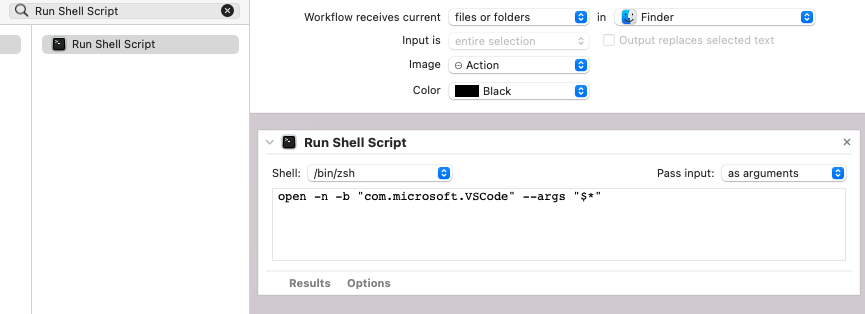 Run Shell Script
Run Shell Script
Workflow receives current files or folders in Finder
Input is entire selection Output replaces selected text
Image Action
Color Black
Run Shell Script
Shell: /bin/zsh Pass input: as arguments
open -n -b "com.microsoft.VSCode" --args "$*"
Results Options